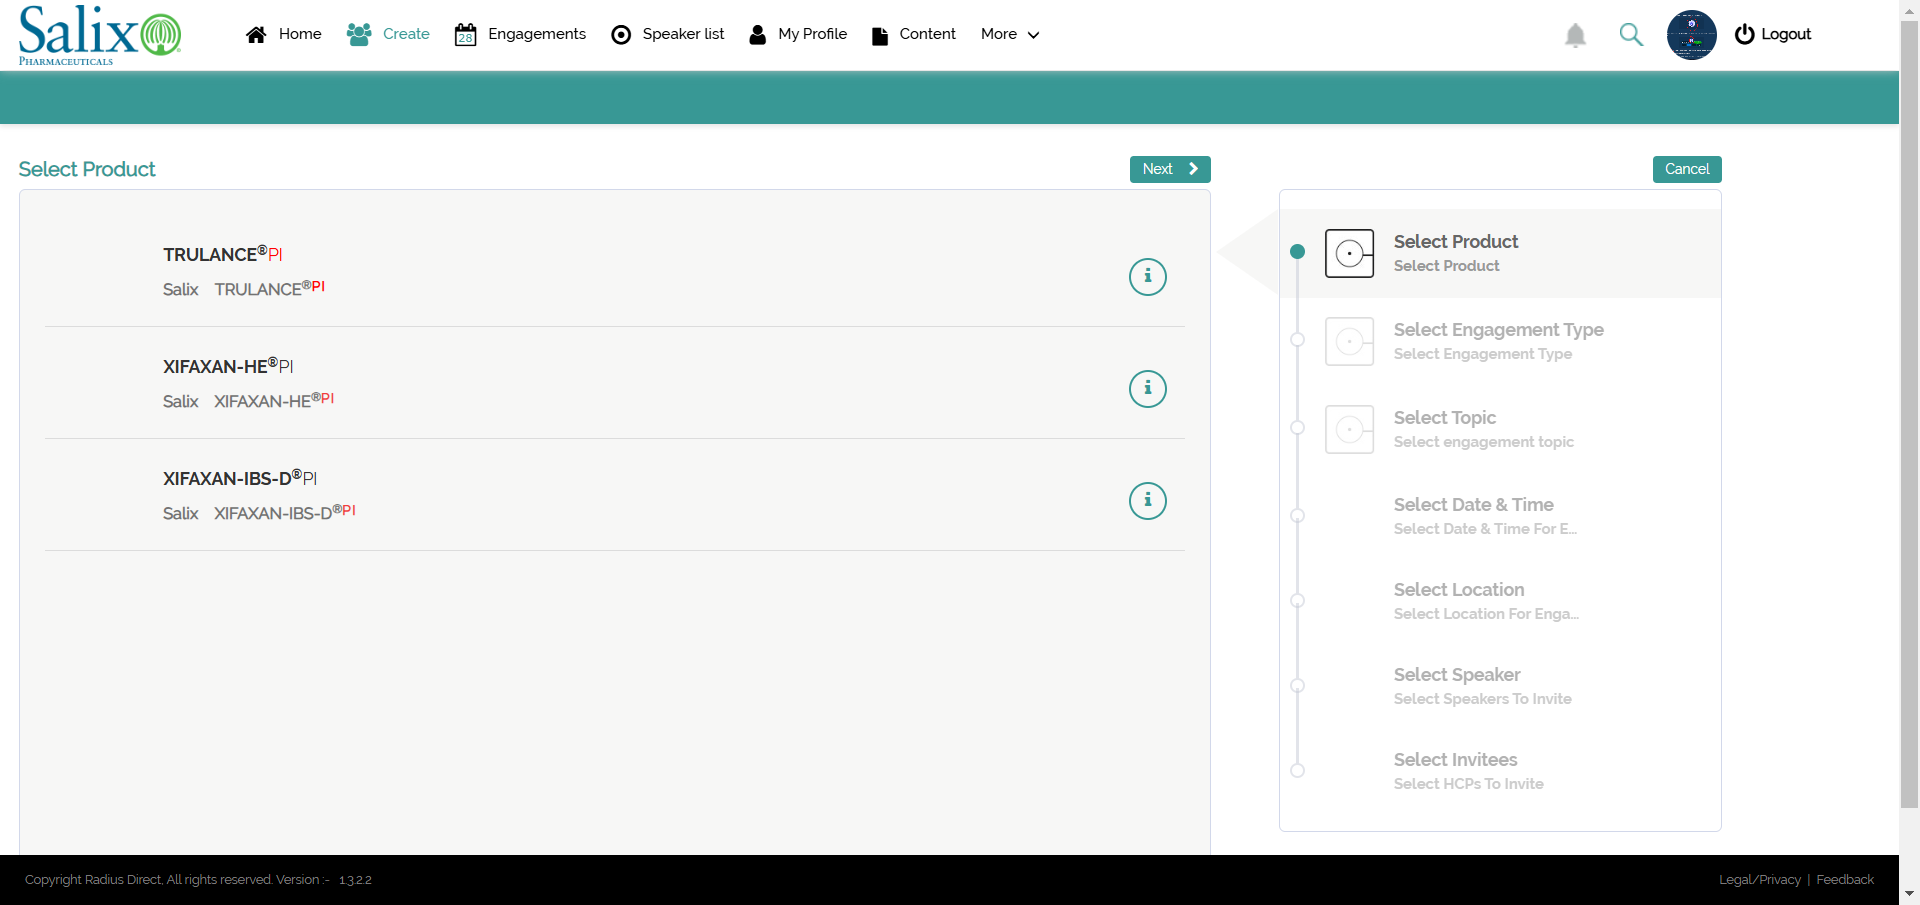 Salix
PHARMACEUTICALS
Home
Create
28
Engagements
Speaker list
My Profile
Content
More
Logout
Select Product
Next
Cancel
TRULANCE®PI
Salix TRULANCE®PI
XIFAXAN-HE®PI
Salix XIFAXAN-HE®PI
XIFAXAN-IBS-D®PI
Salix XIFAXAN-IBS-D®PI
Select Product
Select Product
Select Engagement Type
Select Engagement Type
Select Topic
Select engagement topic
Select Date & Time
Select Date & Time For E...
Select Location
Select Location For Enga...
Select Speaker
Select Speakers To Invite
Select Invitees
Select HCPs To Invite
Copyright Radius Direct, All rights reserved. Version :- 1.3.2.2
Legal/Privacy | Feedback